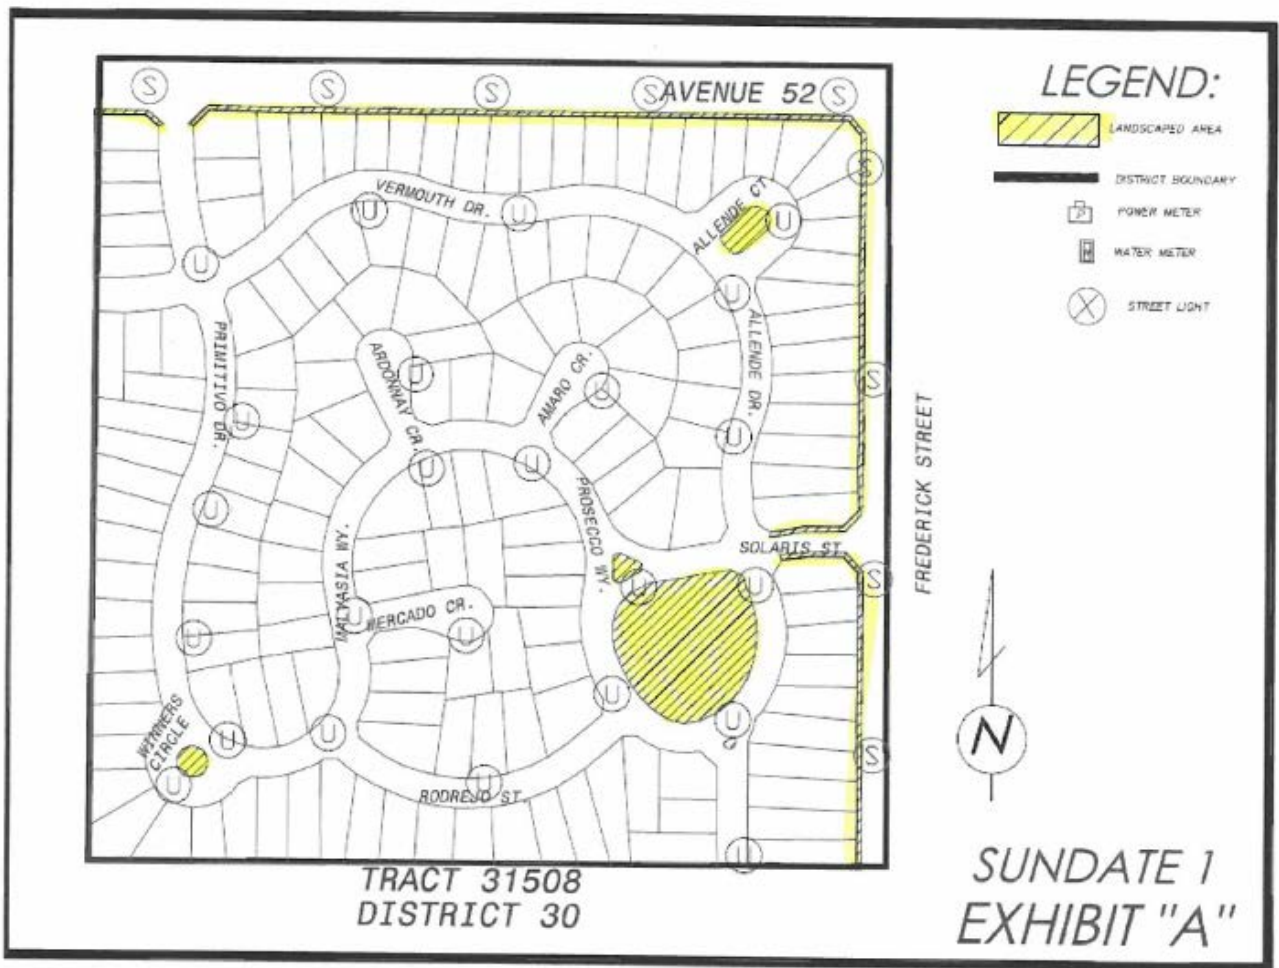 S
S
S
S
AVENUE 52
S
LEGEND:
LANDSCAPED AREA
DISTRICT BOUNDARY
P
POWER METER
M
WATER METER
X
STREET LIGHT
S
VERMOUTH DR.
U
U
ALLENDE CT
U
U
U
PRIMITIVO DR.
ARDONNAY CR.
U
AMARO CR.
U
ALLENDE DR.
S
U
U
U
U
U
PROSECCO WY.
FREDERICK STREET
MALVASIA WY.
SOLARIS ST
U
U
S
U
MERCADO CR.
U
U
U
WINNERS
CIRCLE
U
U
U
U
U
RODREJO ST.
S
U
N
TRACT 31508
DISTRICT 30
SUNDATE 1
EXHIBIT "A"